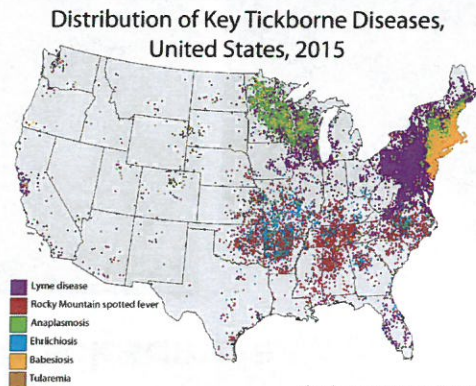 Distribution of Key Tickborne Diseases,
United States, 2015
Lyme disease
Rocky Mountain spotted fever
Anaplasmosis
Ehrlichiosis
Babesiosis
Tularemia